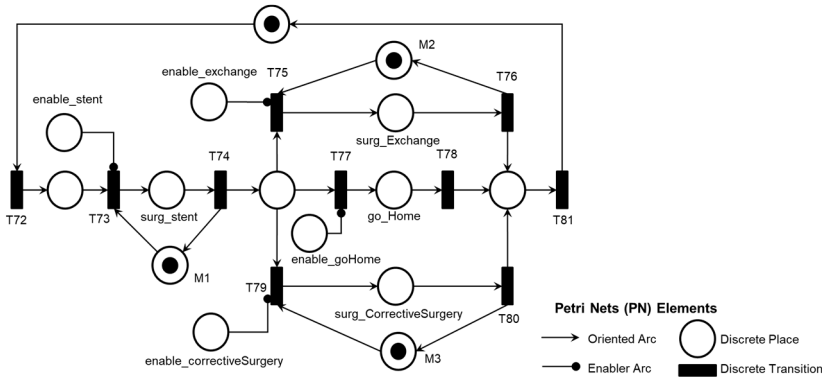 M2
enable_exchange
T75
T76
enable_stent
surg_Exchange
T74
T77
T78
T72
T73
surg_stent
go_Home
T81
enable_goHome
M1
T79
surg_CorrectiveSurgery
T80
enable_correctiveSurgery
M3
Petri Nets (PN) Elements
Oriented Arc
Discrete Place
Enabler Arc
Discrete Transition